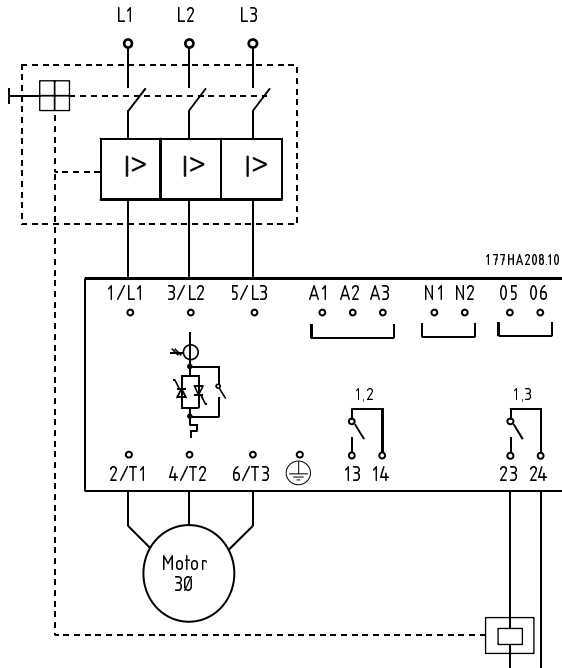 L1 L2 L3
|> |> |>
177HA208.10
1/L1 3/L2 5/L3 A1 A2 A3 N1 N2 05 06
1,2 1,3
2/T1 4/T2 6/T3 13 14 23 24
Motor
3Ø